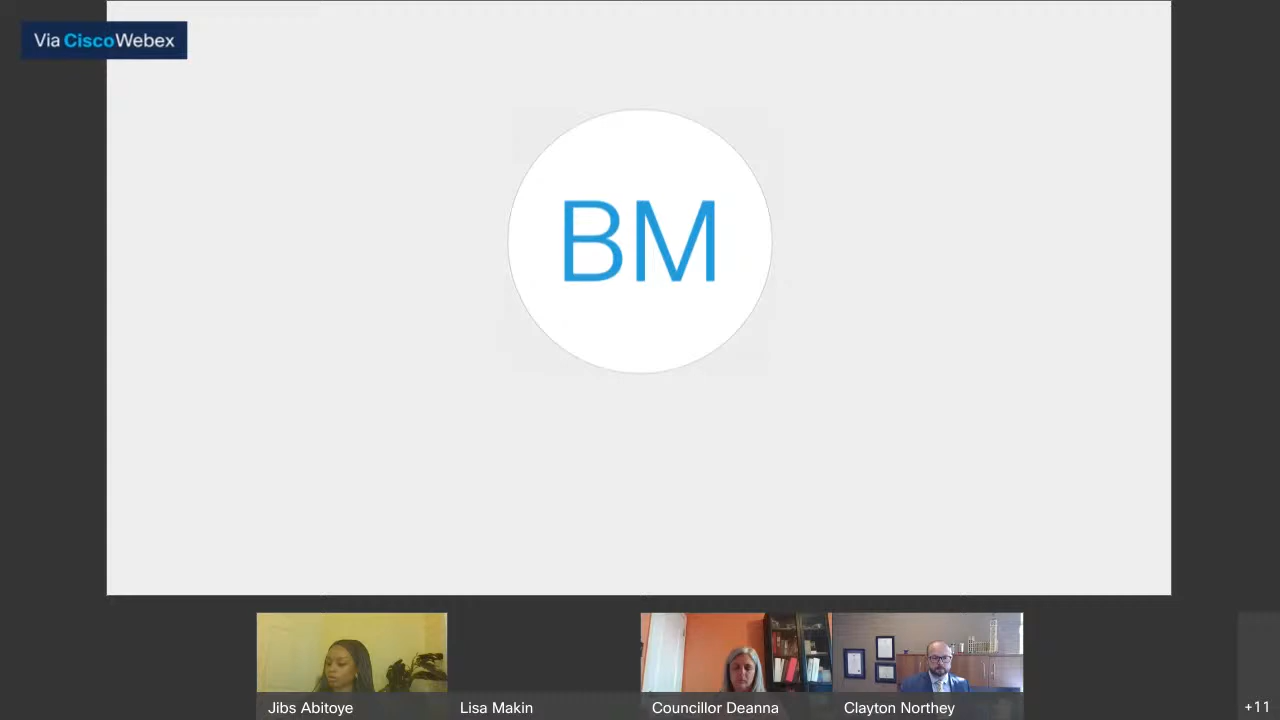 Via CiscoWebex
BM
Jibs Abitoye
Lisa Makin
Councillor Deanna
Clayton Northey
+11